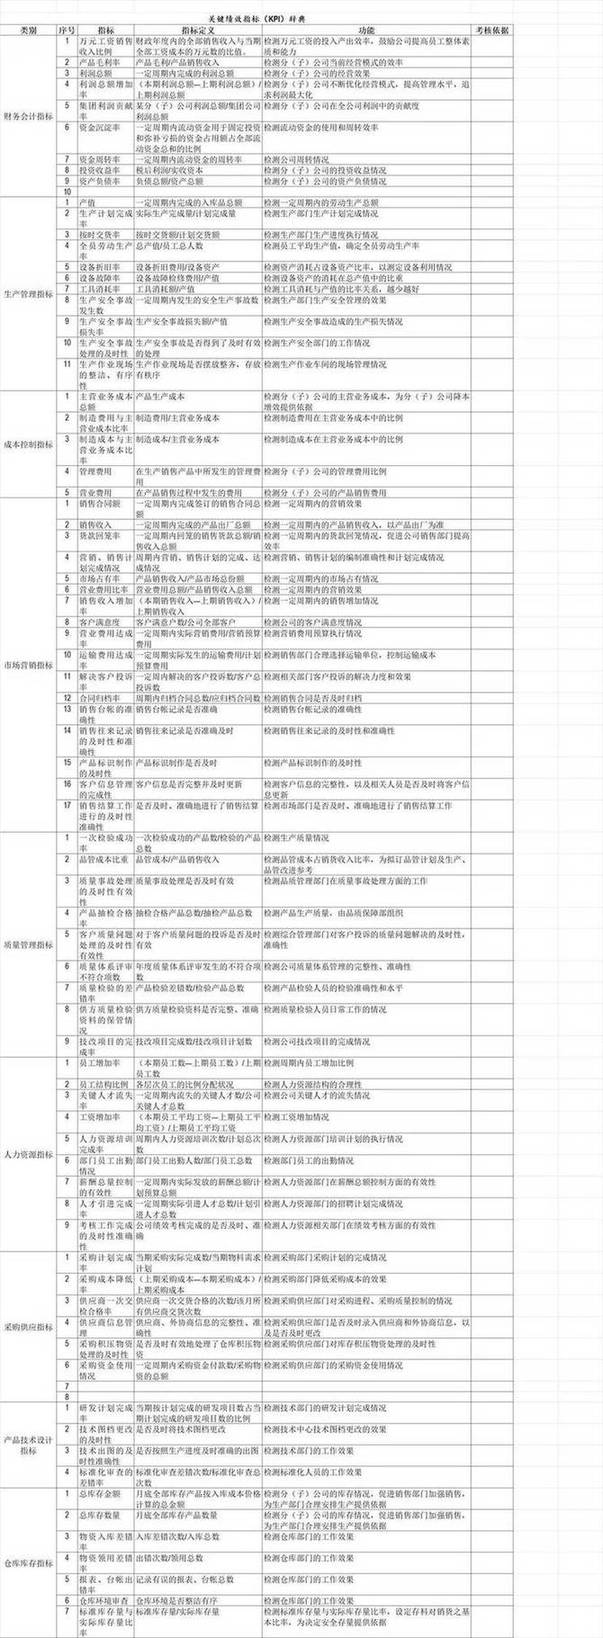 关键绩效指标（KPI）辞典
类别 序号 指标 指标定义 功能 考核依据
财务会计指标
1 万元工资销售收入比例 财政年度内的全部销售收入与当期全部工资成本的万元数的比值。 检测万元工资的投入产出效率，鼓励公司提高员工整体素质和能力
2 产品毛利率 产品毛利/产品销售收入 检测分（子）公司当前经营模式的效率
3 利润总额 一定周期内完成的利润总额 检测分（子）公司的经营效果
4 利润总额增加率 （本期利润总额—上期利润总额）/上期利润总额 检测分（子）公司不断优化经营模式，提高管理水平，追求利润最大化
5 集团利润贡献率 某分（子）公司利润总额/集团公司利润总额 检测分（子）公司在全公司利润中的贡献度
6 资金沉淀率 一定周期内流动资金用于固定投资和弥补亏损的资金占用额占全部流动资金总和的比例 检测流动资金的使用和周转效率
7 资金周转率 一定周期内流动资金的周转率 检测公司周转情况
8 投资收益率 税后利润/实收资本 检测分（子）公司的投资收益情况
9 资产负债率 负债总额/资产总额 检测分（子）公司的资产负债情况
10
生产管理指标
1 产值 一定周期内完成的入库品总额 检测一定周期内的劳动生产总额
2 生产计划完成率 实际生产完成量/计划完成量 检测生产部门生产计划完成情况
3 按时交货率 按时交货额/计划交货额 检测生产部门生产进度执行情况
4 全员劳动生产率 总产值/员工总人数 检测员工平均生产值，确定全员劳动生产率
5 设备折旧率 设备折旧费用/设备资产 检测资产消耗占设备资产比率，以测定设备利用情况
6 设备故障率 设备故障检修费用/产值 检测设备资产的消耗在总产值中的比重
7 工具消耗率 工具消耗额/产值 检测工具消耗与产值的比率关系，越少越好
8 生产安全事故发生数 一定周期内发生的安全生产事故数 检测生产部门生产安全管理的效果
9 生产安全事故损失率 生产安全事故损失额/产值 检测生产安全事故造成的生产损失情况
10 生产安全事故处理的及时性 生产安全事故是否得到了及时有效的处理 检测生产安全部门的工作情况
11 生产作业现场的整洁、有序性 生产作业现场是否摆放整齐，存放有秩序 检测生产作业车间的现场管理情况
成本控制指标
1 主营业务成本总额 产品生产成本 检测分（子）公司的主营业务成本，为分（子）公司降本增效提供依据
2 制造费用与主营业成本比率 制造费用/主营业务成本 检测制造费用在主营业务成本中的比例
3 制造成本与主营业务成本比率 制造成本/主营业务成本 检测制造成本在主营业务成本中的比例
4 管理费用 在生产销售产品中所发生的管理费用 检测分（子）公司的管理费用比例
5 营业费用 在产品销售过程中发生的费用 检测分（子）公司的产品销售费用
市场营销指标
1 销售合同额 一定周期内完成签订的销售合同总额 检测一定周期内的营销效果
2 销售收入 一定周期内完成的产品出厂总额 检测一定周期内的产品销售收入，以产品出厂为准
3 货款回笼率 一定周期内回笼的销售货款总额/销售收入总额 检测一定周期内的货款回笼情况，促进公司销售部门提高效率
4 营销、销售计划完成情况 周期内营销、销售计划的完成、达成情况 检测营销、销售计划的编制准确性和计划完成情况
5 市场占有率 产品销售收入/产品市场总份额 检测一定周期内的市场占有情况
6 营业费用比率 营业费用总额/产品销售收入总额 检测一定周期内的营销效果
7 销售收入增加率 （本期销售收入—上期销售收入）/上期销售收入 检测一定周期内的销售增加情况
8 客户满意度 客户满意户数/公司全部客户 检测公司的客户满意度情况
9 营业费用达成率 一定周期内实际营销费用/营销预算费用 检测营销费用预算执行情况
10 运输费用达成率 一定周期实际发生的运输费用/计划预算费用 检测销售部门合理选择运输单位，控制运输成本
11 解决客户投诉率 一定周内解决的客户投诉数/客户总投诉数 检测相关部门客户投诉的解决力度和效果
12 合同归档率 周期内归档合同总数/应归档合同数 检测销售合同是否及时归档
13 销售台帐的准确性 销售台帐记录是否准确 检测销售台帐记录的准确性
14 销售往来记录的及时性和准确性 销售往来记录是否准确及时 检测销售往来记录的及时性和准确性
15 产品标识制作的及时性 产品标识制作是否及时 检测产品标识制作的及时性
16 客户信息管理的完成性 客户信息是否完整并及时更新 检测客户信息的完整性，以及相关人员是否及时将客户信息更新
17 销售结算工作进行的及时性准确性 是否及时、准确地进行了销售结算 检测市场部门是否及时、准确地进行了销售结算工作
质量管理指标
1 一次检验成功率 一次检验成功的产品数/检验的产品总数 检测生产质量情况
2 品管成本比重 品管成本/产品销售收入 检测品管成本占销货收入比率，为拟订品管计划及生产、品管改进参考
3 质量事故处理的及时性有效性 质量事故处理是否及时有效 检测品质管理部门在质量事故处理方面的工作
4 产品抽检合格率 抽检合格产品总数/抽检产品总数 检测产品生产质量，由品质保障部组织
5 客户质量问题处理的及时性有效性 对于客户质量问题的投诉是否及时有效 检测综合管理部门对客户投诉的质量问题解决的及时性，准确性
6 质量体系评审不符合项数 年度质量体系评审发生的不符合项数 检测公司质量体系管理的完整性、准确性
7 质量检验的差错率 产品检验差错数/检验产品总数 检测产品检验人员的检验准确性和水平
8 供方质量检验资料的保管情况 供方质量检验资料是否完整、准确 检测质量检验人员日常工作的情况
9 技改项目的完成率 技改项目完成数/技改项目计划数 检测公司技改项目的完成情况
人力资源指标
1 员工增加率 （本期员工数—上期员工数）/上期员工数 检测周期内员工增加比例
2 员工结构比例 各层次员工的比例分配状况 检测人力资源结构的合理性
3 关键人才流失率 一定周期内流失的关键人才数/公司关键人才总数 检测公司关键人才的流失情况
4 工资增加率 （本期员工平均工资—上期员工平均工资）/上期员工平均工资 检测工资增加情况
5 人力资源培训完成率 周期内人力资源培训次数/计划总次数 检测人力资源部门培训计划的执行情况
6 部门员工出勤情况 部门员工出勤人数/部门员工总数 检测部门员工的出勤情况
7 薪酬总量控制的有效性 一定周期内实际发放的薪酬总额/计划预算总额 检测人力资源部门在薪酬总额控制方面的有效性
8 人才引进完成率 一定周期实际引进人才总数/计划引进人才总数 检测人力资源部门的招聘计划完成情况
9 考核工作完成的及时性准确性 公司绩效考核完成的是否及时、准确 检测人力资源相关部门在绩效考核方面的有效性
采购供应指标
1 采购计划完成率 当期采购实际完成数/当期物料需求计划 检测采购部门采购计划的完成情况
2 采购成本降低率 （上期采购成本—本期采购成本）/上期采购成本 检测采购部门降低采购成本的效果
3 供应商一次交检合格率 供应商一次交货合格的次数/该月所有供应商交货次数 检测采购供应部门对采购进程、采购质量控制的情况
4 供应商信息管理 供应商、外协商信息的完整性、准确性 检测采购供应部门是否及时录入供应商和外协商信息，以及是否及时更改
5 采购积压物资处理的及时性 是否及时有效地处理了仓库积压物资 检测采购供应部门对库存积压物资处理的及时性
6 采购资金使用情况 一定周期内采购资金付款数/采购物资的总额 检测采购供应部门的采购资金使用情况
7
8
产品技术设计指标
1 研发计划完成率 当期按计划完成的研发项目数占当期计划完成的研发项目数的比例 检测技术部门的研发计划完成情况
2 技术图档更改的及时性 是否及时将技术图档更改 检测技术中心技术图档更改的效果
3 技术出图的及时性准确性 是否按照生产进度及时准确的出图 检测技术部门的工作效果
4 标准化审查的差错率 标准化审查差错次数/标准化审查总次数 检测标准化人员的工作效果
仓库库存指标
1 总库存金额 月底全部库存产品按入库成本价格计算的总金额 检测分（子）公司的库存情况，促进销售部门加强销售，为生产部门合理安排生产提供依据
2 总库存数量 月底全部库存产品数量 检测分（子）公司的库存情况，促进销售部门加强销售，为生产部门合理安排生产提供依据
3 物资入库差错率 入库差错次数/入库总数 检测仓库部门的工作效果
4 物资领用差错率 出错次数/领用总数 检测仓库部门的工作效果
5 报表、台帐出错率 记录有误的报表、台帐总数 检测仓库部门的工作效果
6 仓库环境审查 仓库环境是否整洁有序 检测仓库部门的工作效果
7 标准库存量与实际库存量比率 标准库存量/实际库存量 检测标准库存量与实际库存量比率，设定存料对销货之基本比率，为决定安全存量提供依据